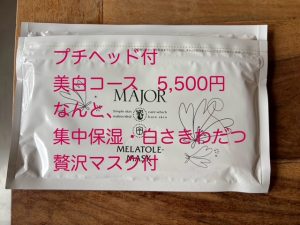 プチヘッド付
美白コース 5,500円
なんと、
MAJOR
集中保湿・白さきわだつ
MELATOLE
MASK
贅沢マスク付